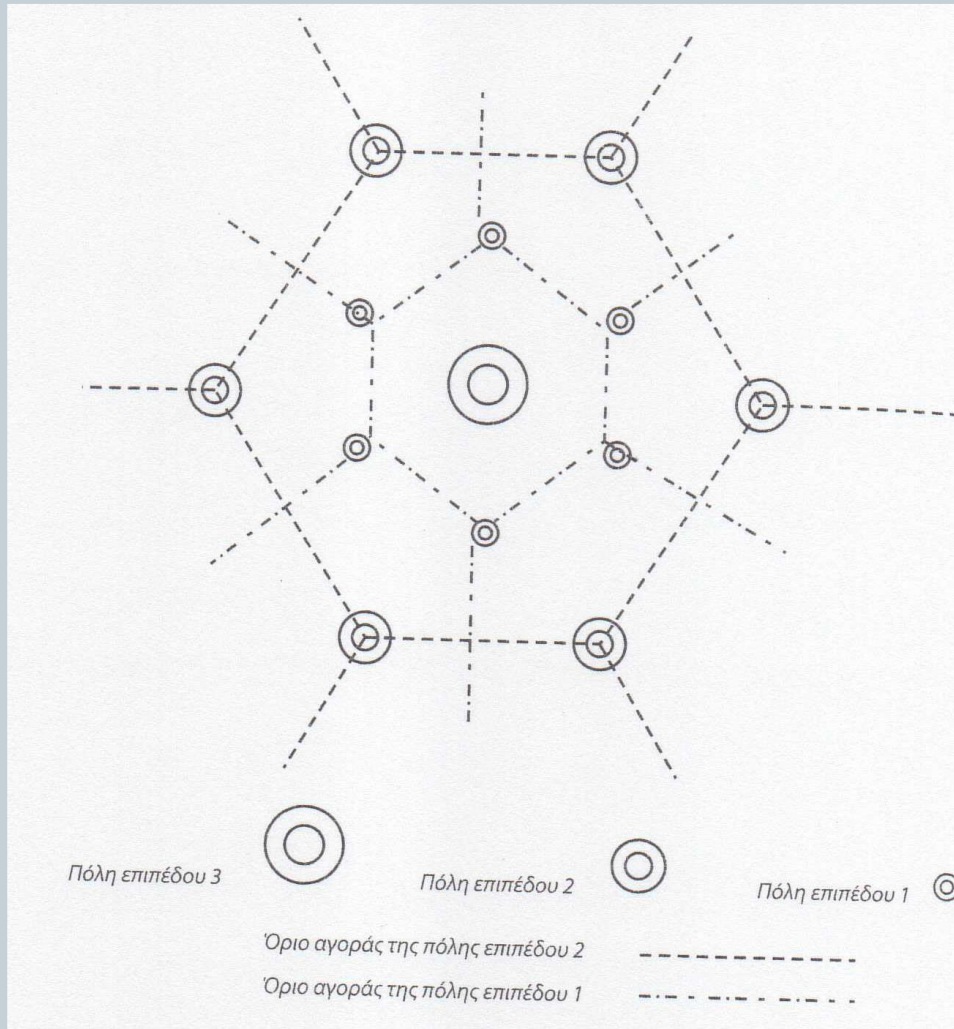 Πόλη επιπέδου 3
Πόλη επιπέδου 2
Πόλη επιπέδου 1
Όριο αγοράς της πόλης επιπέδου 2
Όριο αγοράς της πόλης επιπέδου 1